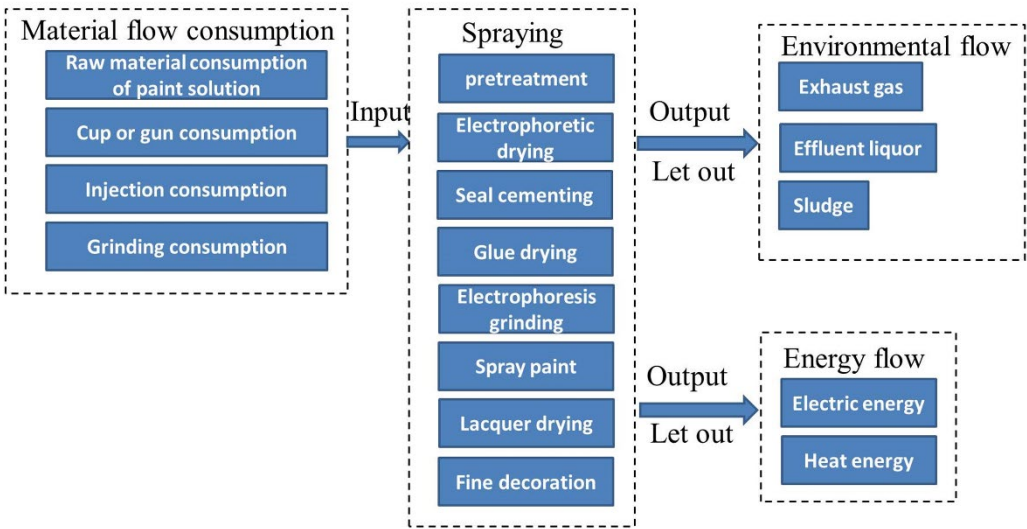 Material flow consumption
Raw material consumption
of paint solution
Cup or gun consumption
Injection consumption
Grinding consumption
Input
Spraying
pretreatment
Electrophoretic
drying
Seal cementing
Glue drying
Electrophoresis
grinding
Spray paint
Lacquer drying
Fine decoration
Output
Let out
Environmental flow
Exhaust gas
Effluent liquor
Sludge
Output
Let out
Energy flow
Electric energy
Heat energy